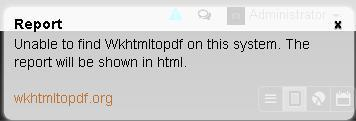 Administrator
Report
Unable to find Wkhtmltopdf on this system. The
report will be shown in html.
wkhtmltopdf.org